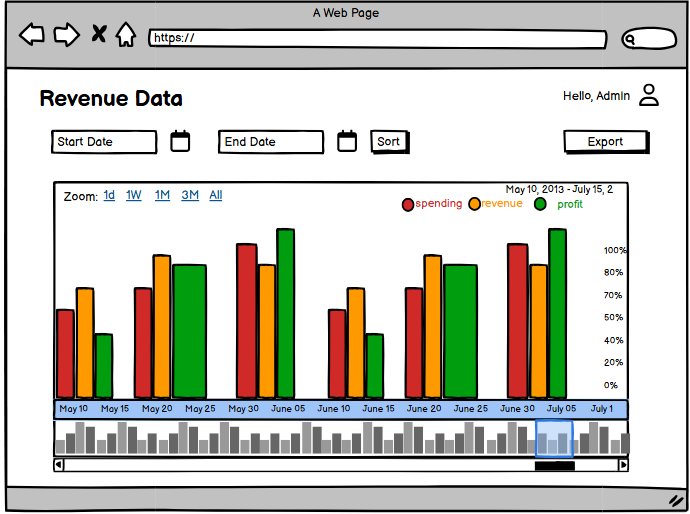 A Web Page
https://
Revenue Data
Hello, Admin
Start Date
End Date
Sort
Export
Zoom: 1d 1W 1M 3M All
May 10, 2013 - July 15, 2
spending revenue profit
100%
80%
70%
50%
40%
20%
0%
May 10 May 15 May 20 May 25 May 30 June 05 June 10 June 15 June 20 June 25 June 30 July 05 July 1